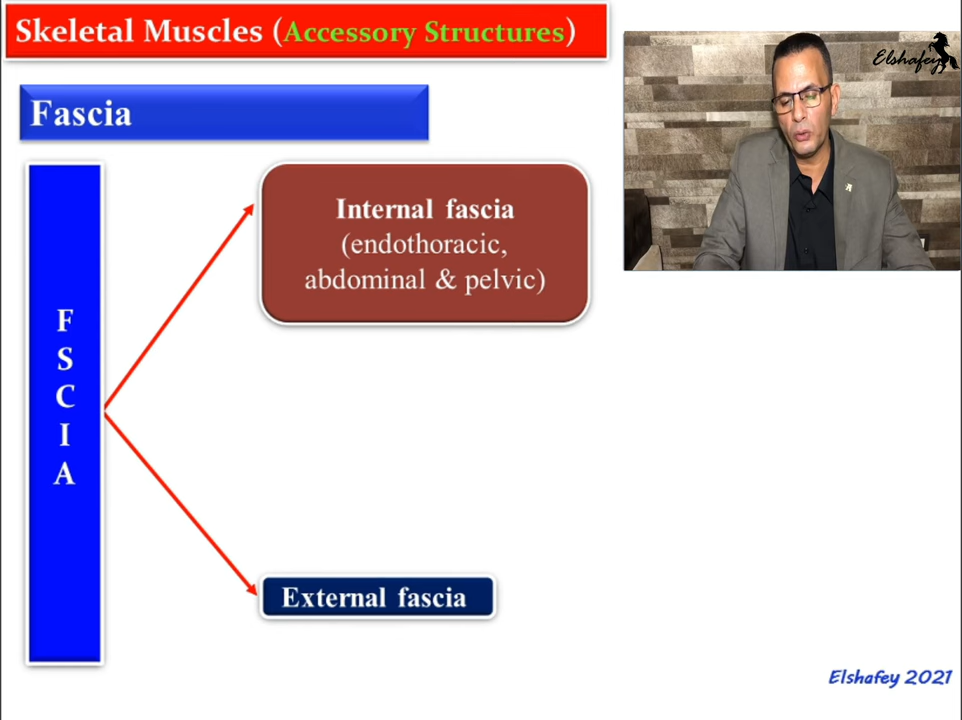 Skeletal Muscles (Accessory Structures)
Elshafey
Fascia
F
S
C
I
A
Internal fascia
(endothoracic,
abdominal & pelvic)
External fascia
Elshafey 2021